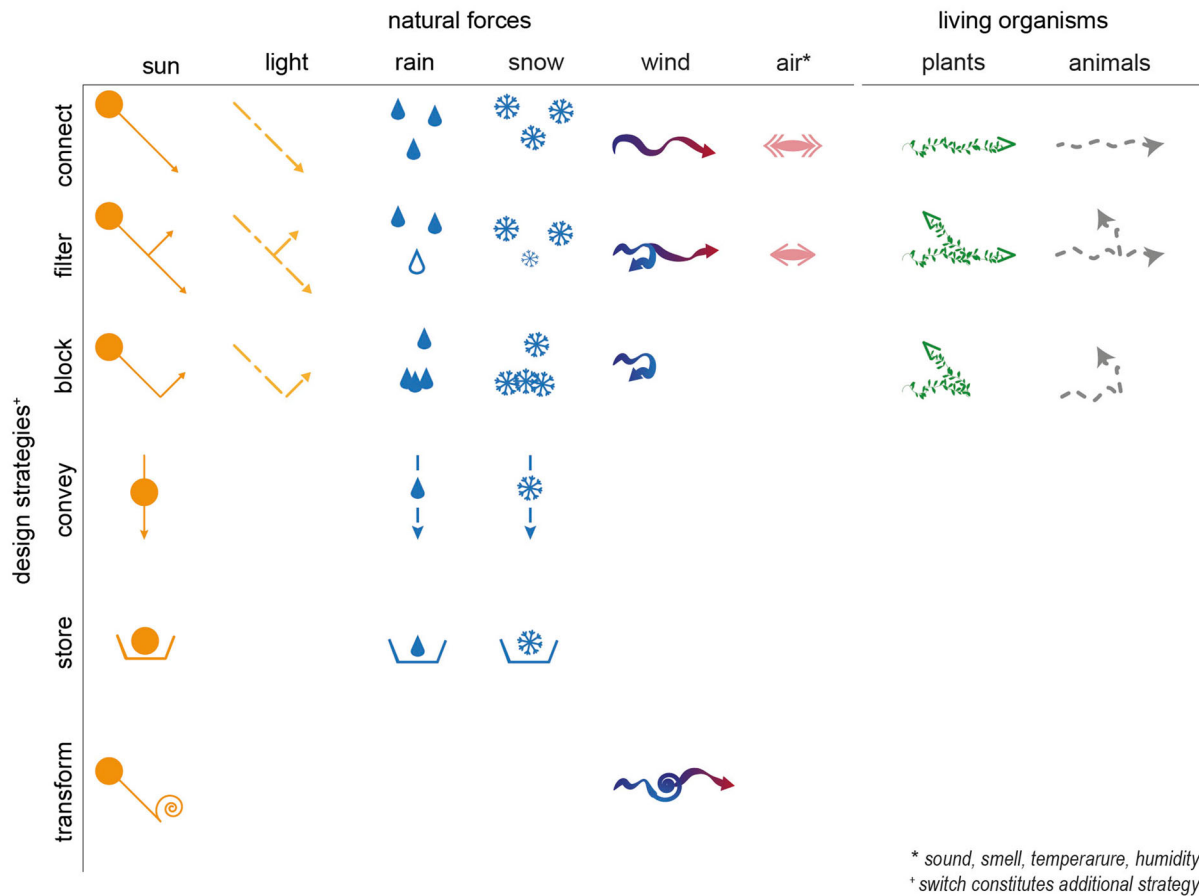 natural forces
living organisms
sun
light
rain
snow
wind
air*
plants
animals
design strategies+
connect
filter
block
convey
store
transform
* sound, smell, temperarure, humidity
+ switch constitutes additional strategy